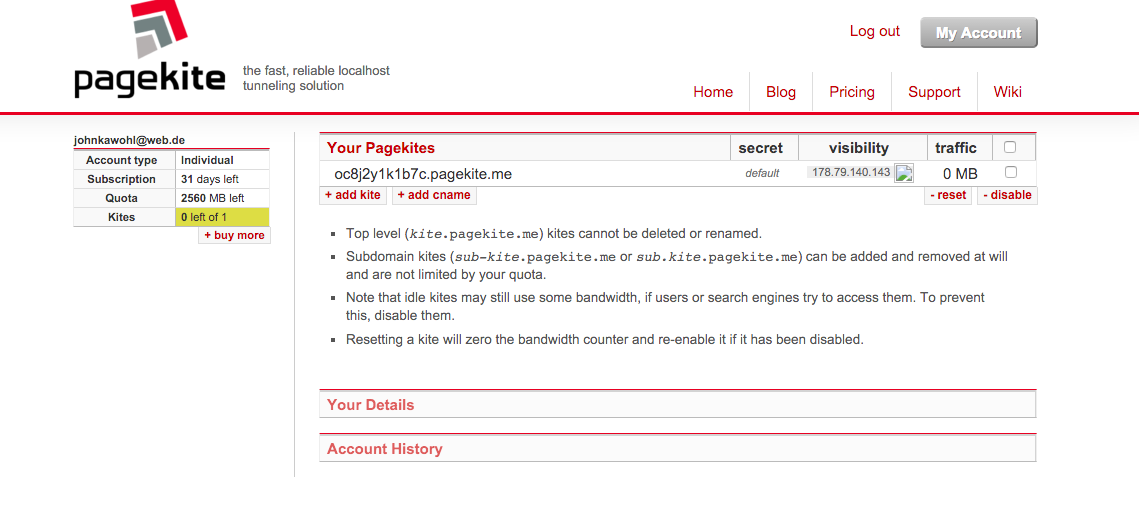 Log out
My Account
pagekite
the fast, reliable localhost
tunneling solution
Home
Blog
Pricing
Support
Wiki
johnkawohl@web.de
Account type Individual
Subscription 31 days left
Quota 2560 MB left
Kites 0 left of 1
+ buy more
Your Pagekites secret visibility traffic
oc8j2y1k1b7c.pagekite.me default 178.79.140.143 0 MB
+ add kite + add cname - reset - disable
Top level (kite.pagekite.me) kites cannot be deleted or renamed.
Subdomain kites (sub-kite.pagekite.me or sub.kite.pagekite.me) can be added and removed at will
and are not limited by your quota.
Note that idle kites may still use some bandwidth, if users or search engines try to access them. To prevent
this, disable them.
Resetting a kite will zero the bandwidth counter and re-enable it if it has been disabled.
Your Details
Account History